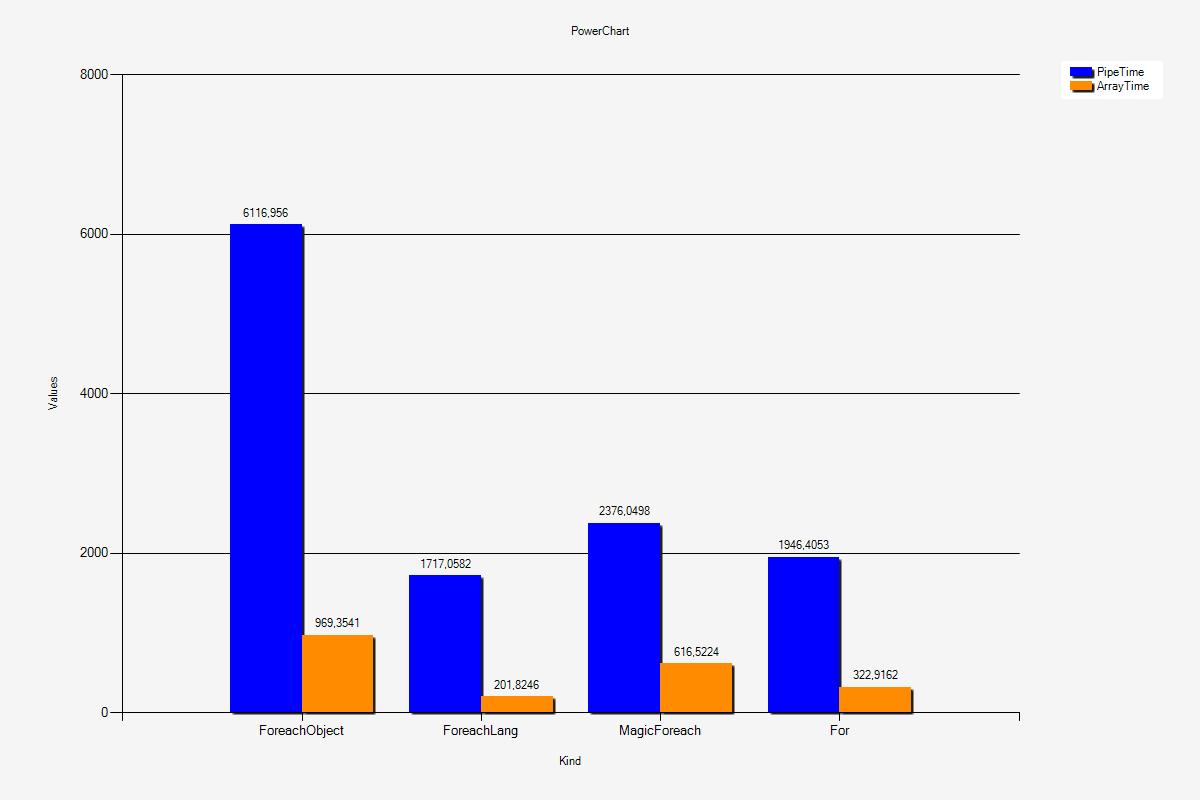 PowerChart
PipeTime
ArrayTime
8000
6000
4000
2000
0
Values
6116,956
969,3541
1717,0582
201,8246
2376,0498
616,5224
1946,4053
322,9162
ForeachObject
ForeachLang
MagicForeach
For
Kind